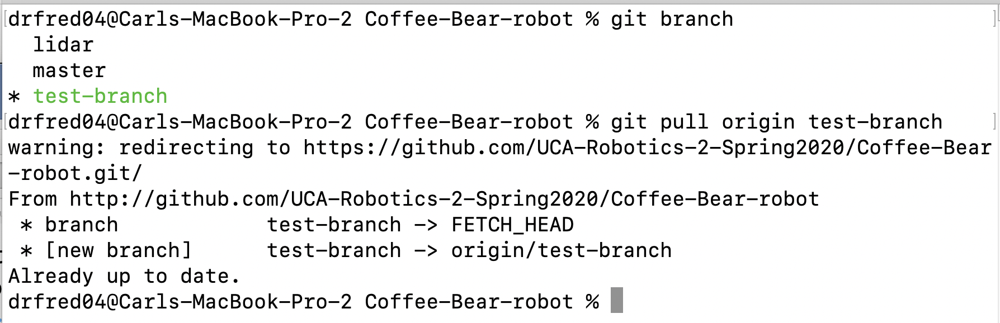 drfred04@Carls-MacBook-Pro-2 Coffee-Bear-robot % git branch
  lidar
  master
* test-branch
drfred04@Carls-MacBook-Pro-2 Coffee-Bear-robot % git pull origin test-branch
warning: redirecting to https://github.com/UCA-Robotics-2-Spring2020/Coffee-Bear
-robot.git/
From http://github.com/UCA-Robotics-2-Spring2020/Coffee-Bear-robot
 * branch            test-branch -> FETCH_HEAD
 * [new branch]      test-branch -> origin/test-branch
Already up to date.
drfred04@Carls-MacBook-Pro-2 Coffee-Bear-robot %